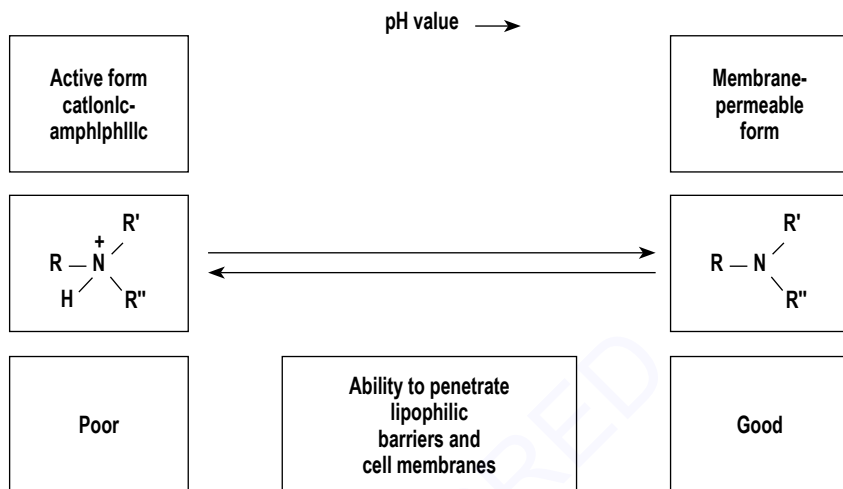 pH value
Active form
catlonlc-
amphlphlllc
Membrane-
permeable
form
R'
+
R — N
H
R"
R'
R — N
R"
Poor
Ability to penetrate
lipophilic
barriers and
cell membranes
Good
RED